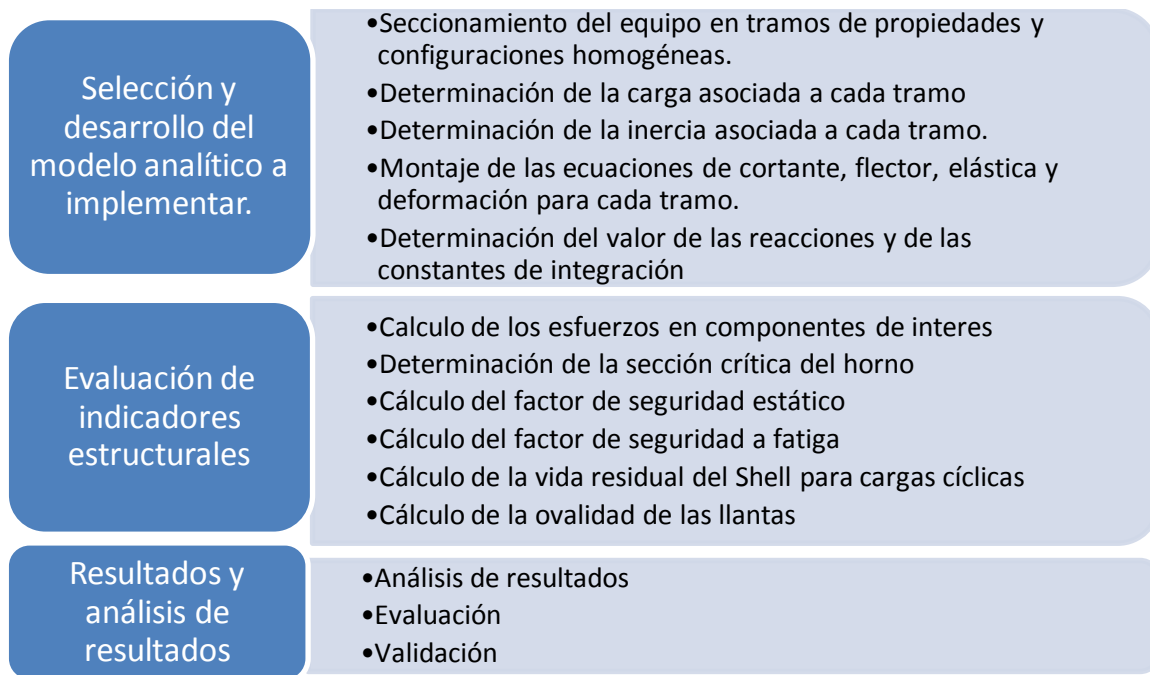 Selección y
desarrollo del
modelo analítico a
implementar.
•Seccionamiento del equipo en tramos de propiedades y
configuraciones homogéneas.
•Determinación de la carga asociada a cada tramo
•Determinación de la inercia asociada a cada tramo.
•Montaje de las ecuaciones de cortante, flector, elástica y
deformación para cada tramo.
•Determinación del valor de las reacciones y de las
constantes de integración
Evaluación de
indicadores
estructurales
•Calculo de los esfuerzos en componentes de interes
•Determinación de la sección crítica del horno
•Cálculo del factor de seguridad estático
•Cálculo del factor de seguridad a fatiga
•Cálculo de la vida residual del Shell para cargas cíclicas
•Cálculo de la ovalidad de las llantas
Resultados y
análisis de
resultados
•Análisis de resultados
•Evaluación
•Validación